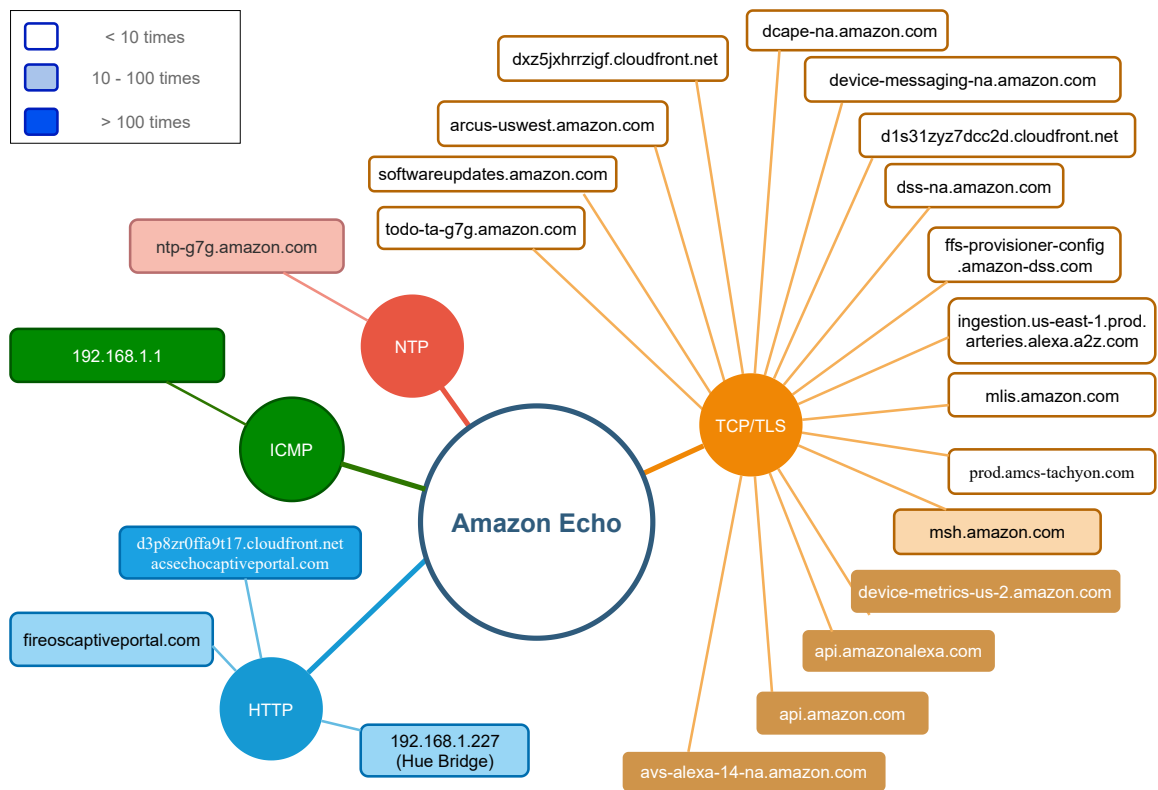 < 10 times
10 - 100 times
> 100 times
dcape-na.amazon.com
dxz5jxhrrzigf.cloudfront.net
device-messaging-na.amazon.com
arcus-uswest.amazon.com
d1s31zyz7dcc2d.cloudfront.net
softwareupdates.amazon.com
dss-na.amazon.com
todo-ta-g7g.amazon.com
ntp-g7g.amazon.com
ffs-provisioner-config
.amazon-dss.com
ingestion.us-east-1.prod.
arteries.alexa.a2z.com
192.168.1.1
NTP
mlis.amazon.com
TCP/TLS
ICMP
prod.amcs-tachyon.com
Amazon Echo
msh.amazon.com
d3p8zr0ffa9t17.cloudfront.net
acsechocaptiveportal.com
device-metrics-us-2.amazon.com
fireoscaptiveportal.com
api.amazonalexa.com
HTTP
api.amazon.com
192.168.1.227
(Hue Bridge)
avs-alexa-14-na.amazon.com